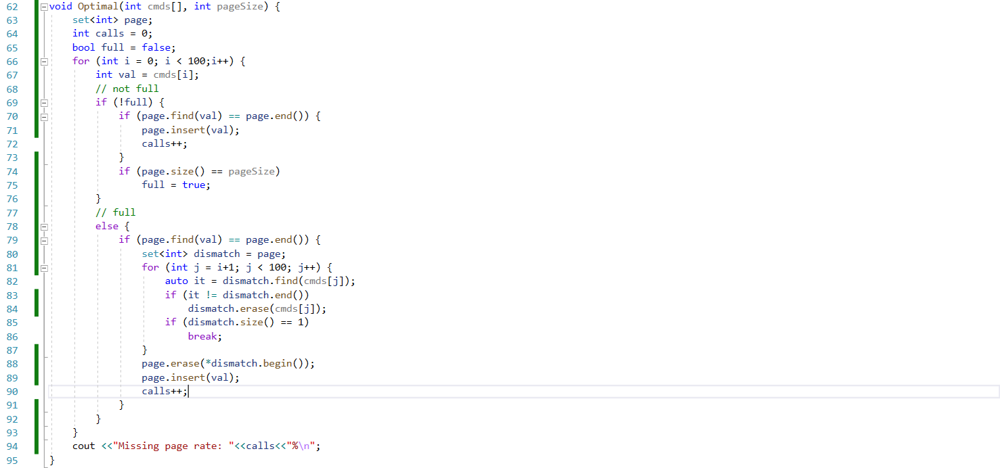 62 void Optimal(int cmds[], int pageSize) {
63     set<int> page;
64     int calls = 0;
65     bool full = false;
66     for (int i = 0; i < 100;i++) {
67         int val = cmds[i];
68         // not full
69         if (!full) {
70             if (page.find(val) == page.end()) {
71                 page.insert(val);
72                 calls++;
73             }
74             if (page.size() == pageSize)
75                 full = true;
76         }
77         // full
78         else {
79             if (page.find(val) == page.end()) {
80                 set<int> dismatch = page;
81                 for (int j = i+1; j < 100; j++) {
82                     auto it = dismatch.find(cmds[j]);
83                     if (it != dismatch.end())
84                         dismatch.erase(cmds[j]);
85                     if (dismatch.size() == 1)
86                         break;
87                 }
88                 page.erase(*dismatch.begin());
89                 page.insert(val);
90                 calls++;
91             }
92         }
93     }
94     cout <<"Missing page rate: "<<calls<<"%\n";
95 }